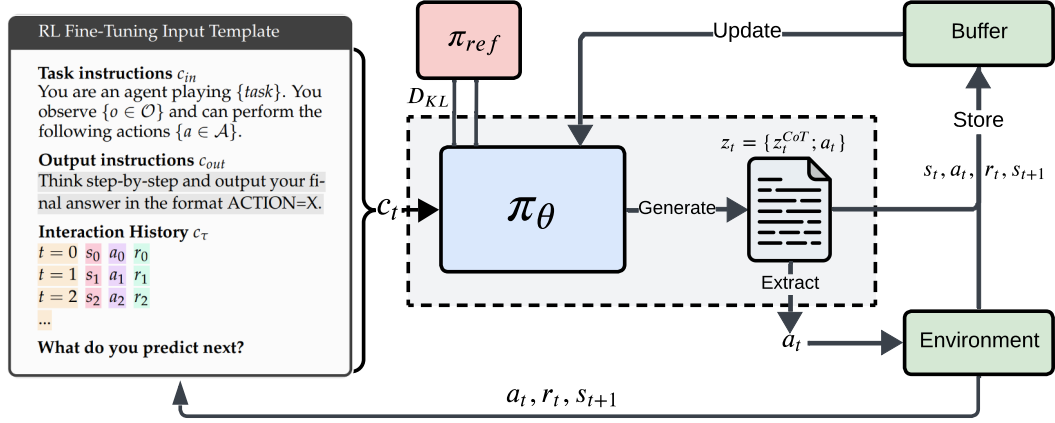 RL Fine-Tuning Input Template
Task instructions c_in
You are an agent playing {task}. You
observe {o ∈ O} and can perform the
following actions {a ∈ A}.
Output instructions c_out
Think step-by-step and output your fi-
nal answer in the format ACTION=X.
Interaction History c_τ
t = 0 s_0 a_0 r_0
t = 1 s_1 a_1 r_1
t = 2 s_2 a_2 r_2
...
What do you predict next?
c_t
π_ref
D_KL
π_θ
Generate
z_t = {z_t^CoT; a_t}
Extract
a_t
Update
Buffer
Store
s_t, a_t, r_t, s_t+1
Environment
a_t, r_t, s_t+1